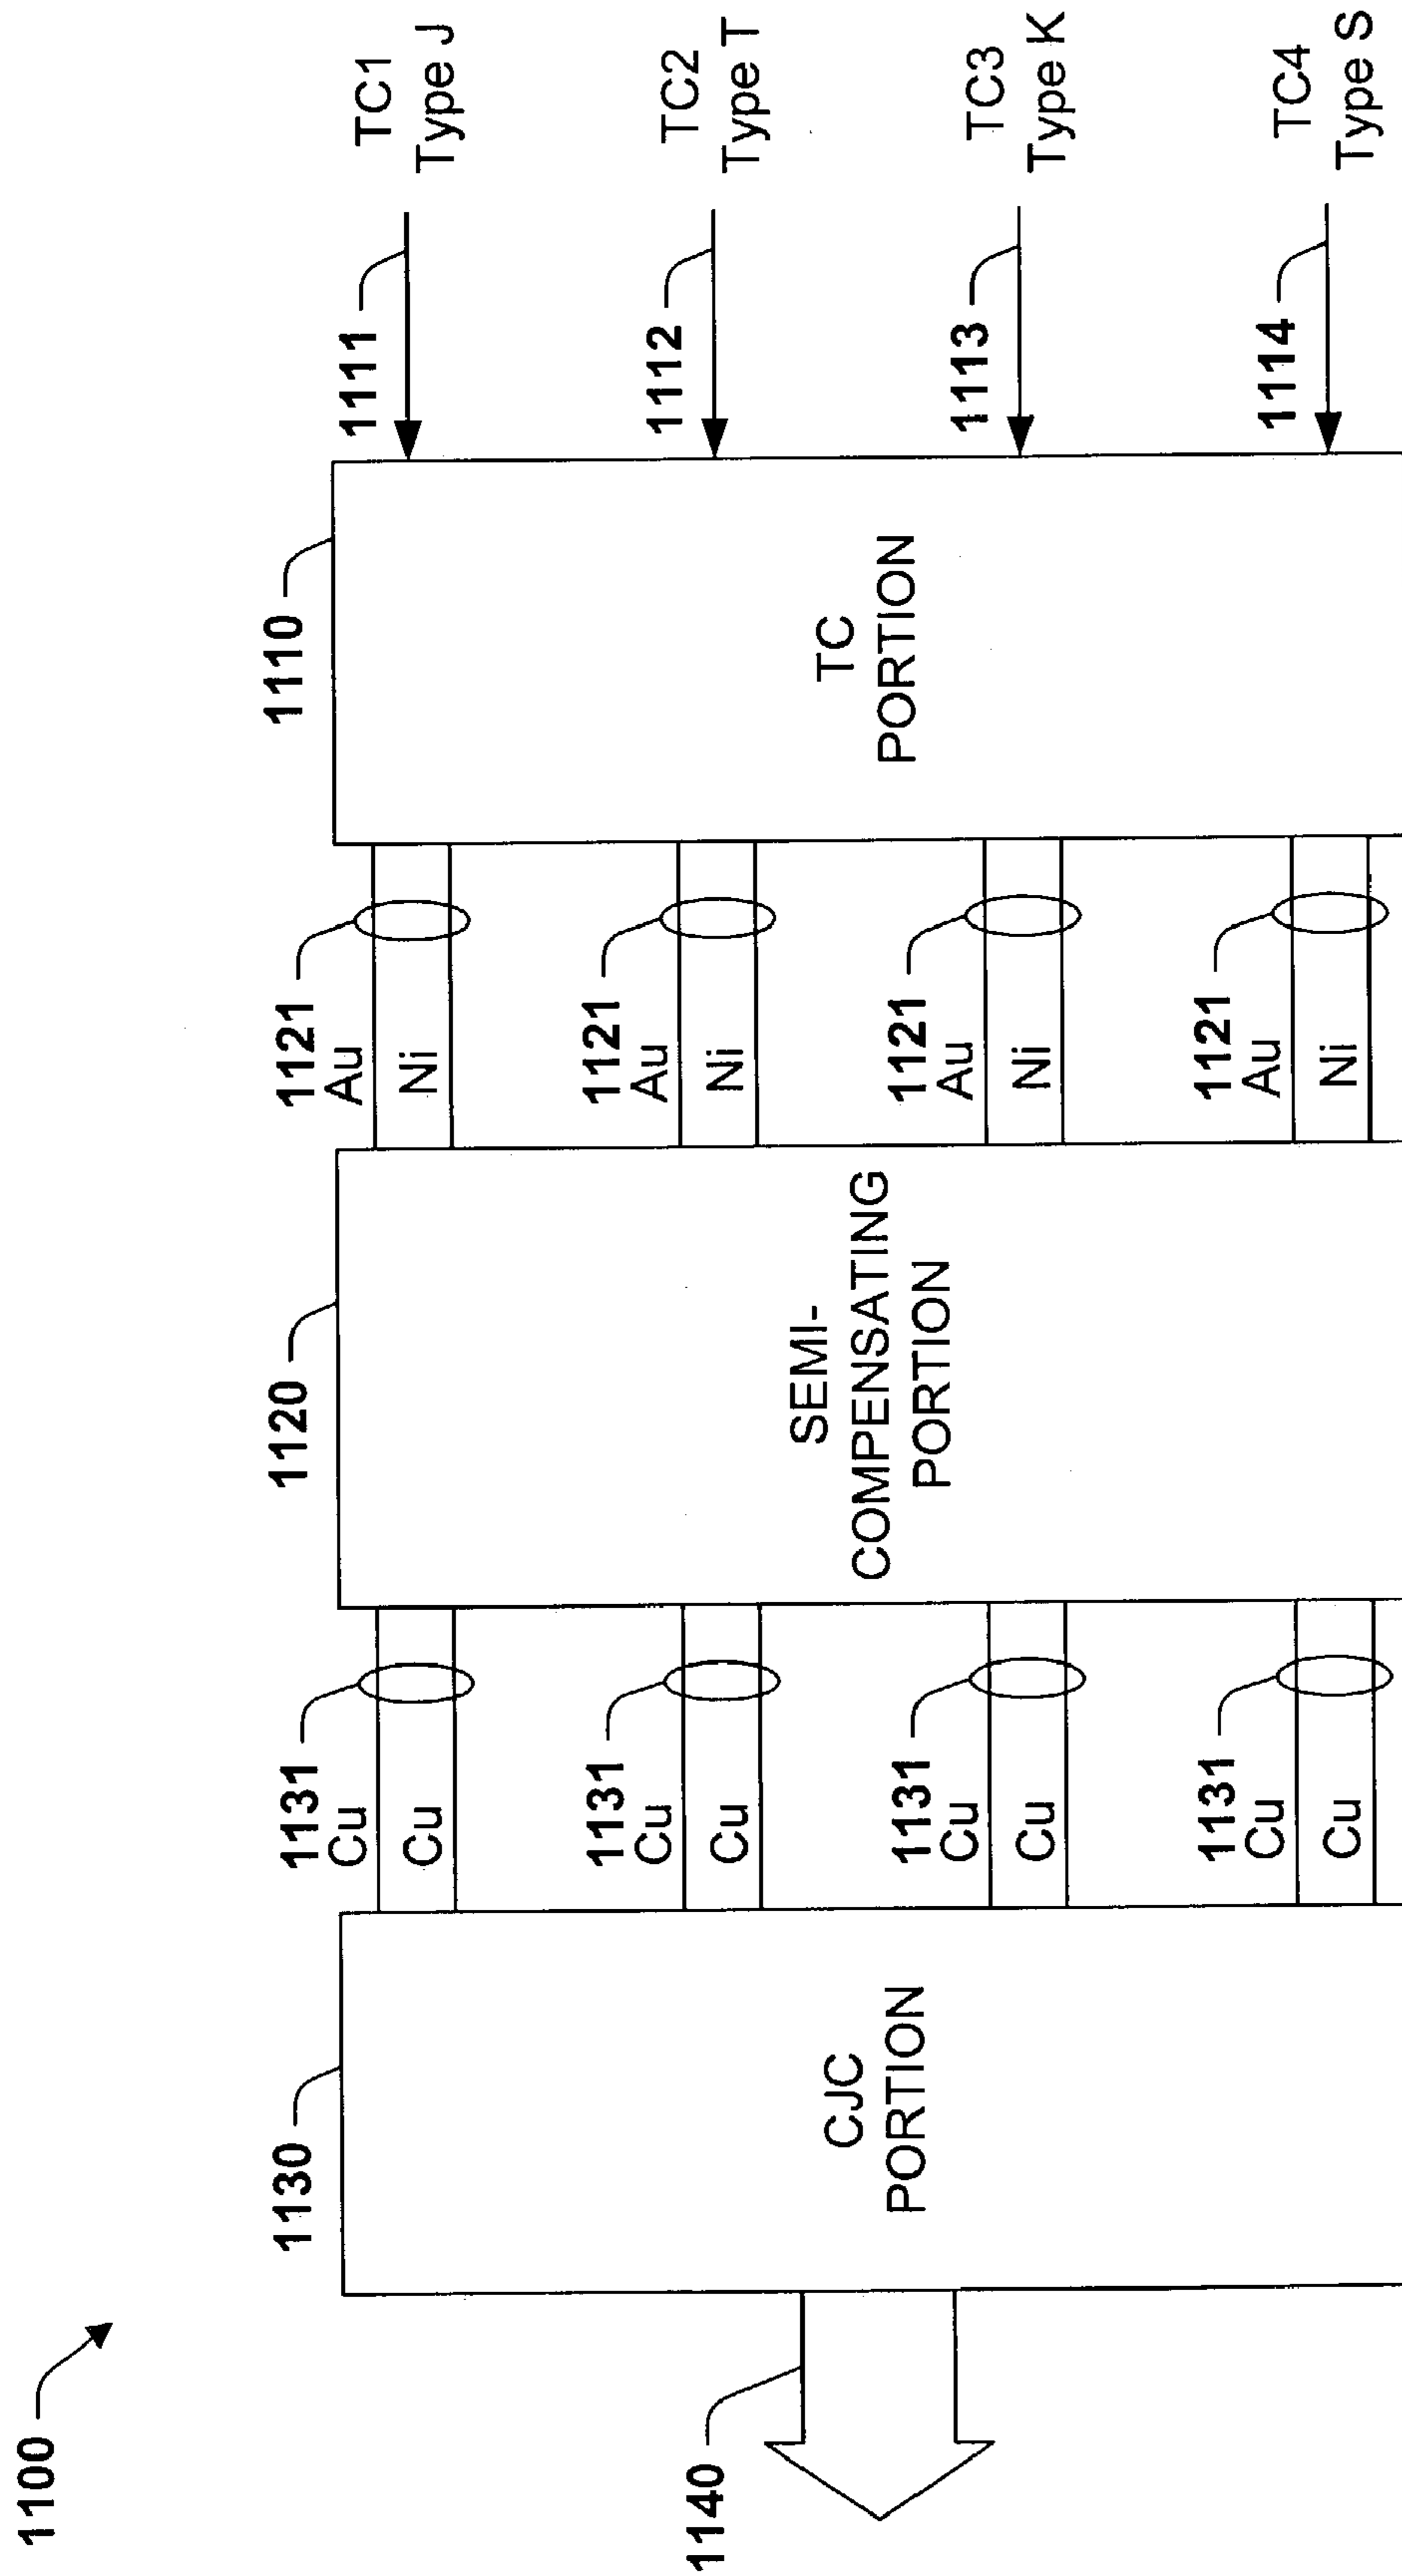 1100
1140
1130
CJC
PORTION
1131
Cu
Cu
1131
Cu
Cu
1131
Cu
Cu
1131
Cu
Cu
1120
SEMI-
COMPENSATING
PORTION
1121
Au
Ni
1121
Au
Ni
1121
Au
Ni
1121
Au
Ni
1110
TC
PORTION
1111
TC1
Type J
1112
TC2
Type T
1113
TC3
Type K
1114
TC4
Type S